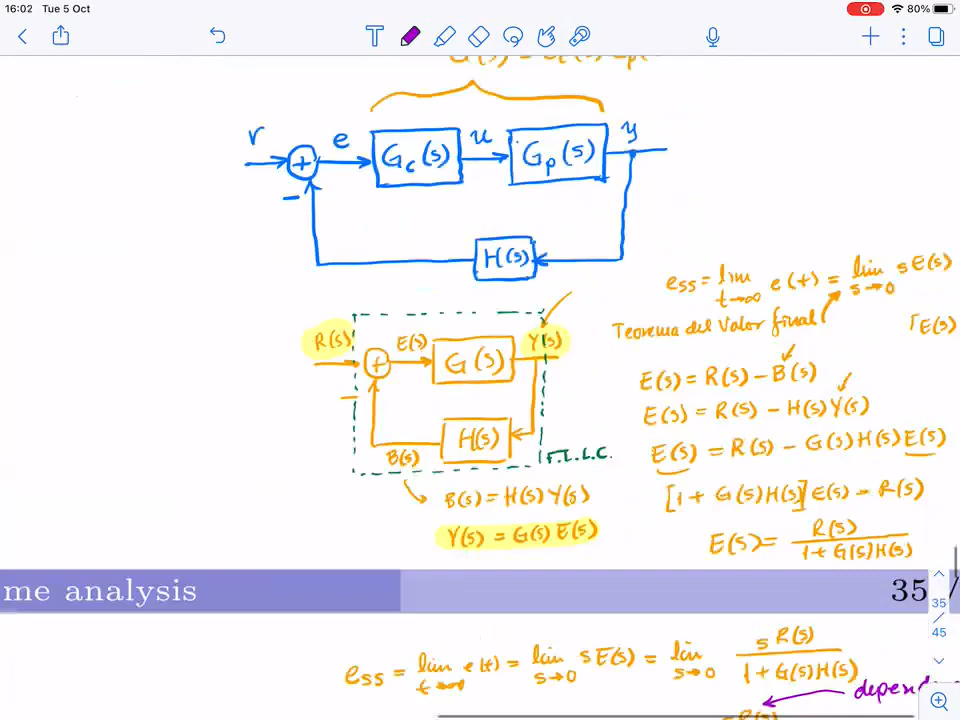 16:02 Tue 5 Oct
80%
r e Gc(s) u Gp(s) y
+
−
H(s)
ess = lim e(t) = lim sE(s)
t→∞ s→0
Teorema del Valor final
R(s) E(s) G(s) Y(s)
+
−
H(s)
B(s)
F.T.L.C.
B(s) = H(s) Y(s)
Y(s) = G(s) E(s)
E(s) = R(s) − B(s)
E(s) = R(s) − H(s) Y(s)
E(s) = R(s) − G(s) H(s) E(s)
[1 + G(s)H(s)] E(s) = R(s)
E(s) = R(s) / 1 + G(s)H(s)
[E(s)
me analysis
35/
35
/
45
ess = lim e(t) = lim sE(s) = lim s R(s) / 1 + G(s)H(s)
t→∞ s→0 s→0